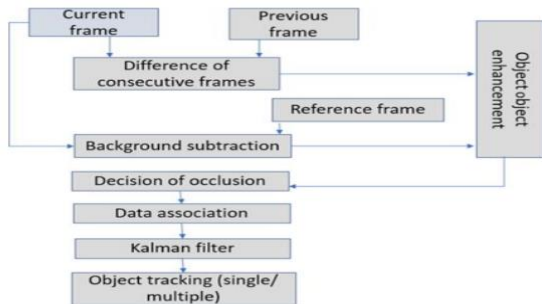 Current
frame
Previous
frame
Difference of
consecutive frames
Object object
enhancement
Reference frame
Background subtraction
Decision of occlusion
Data association
Kalman filter
Object tracking (single/
multiple)